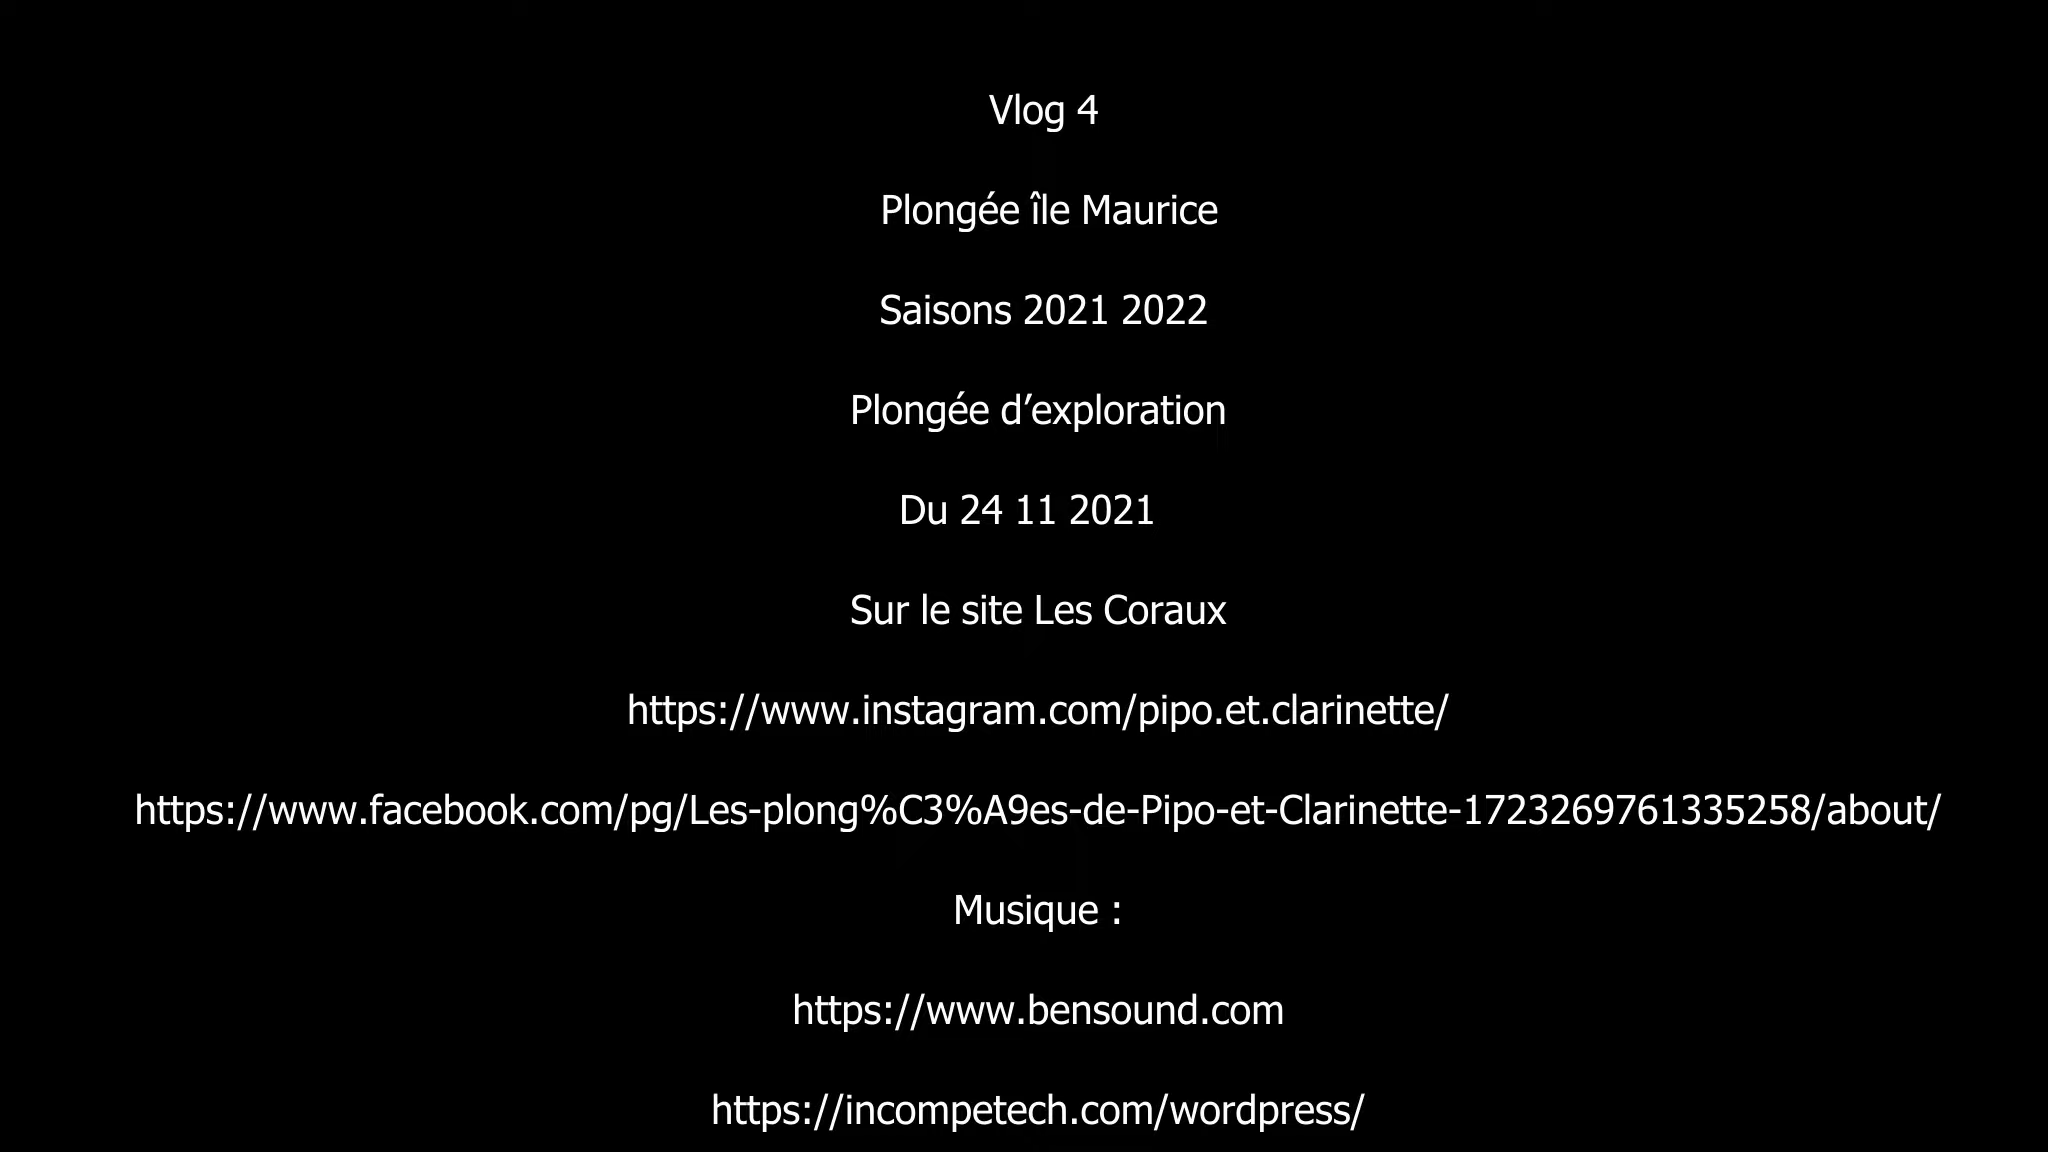 Vlog 4
Plongée île Maurice
Saisons 2021 2022
Plongée d’exploration
Du 24 11 2021
Sur le site Les Coraux
https://www.instagram.com/pipo.et.clarinette/
https://www.facebook.com/pg/Les-plong%C3%A9es-de-Pipo-et-Clarinette-1723269761335258/about/
Musique :
https://www.bensound.com
https://incompetech.com/wordpress/